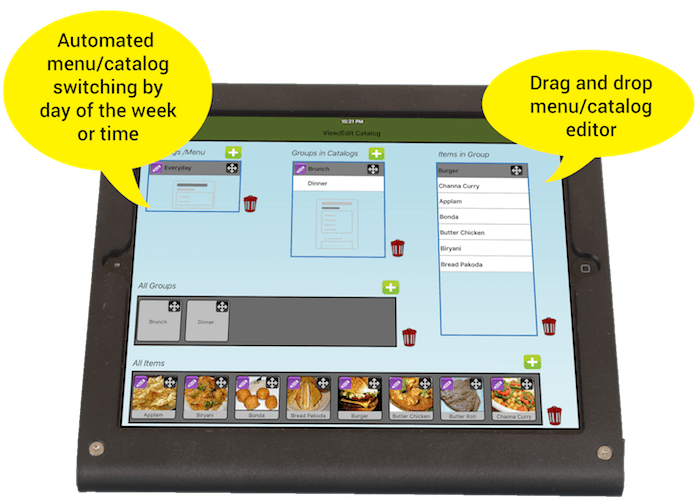 Automated
menu/catalog
switching by
day of the week
or time
Drag and drop
menu/catalog
editor
10:21 PM
View/Edit Catalog
gs /Menu
Groups in Catalogs
Items in Group
Everyday
Brunch
Dinner
Burger
Channa Curry
Applam
Bonda
Butter Chicken
Biryani
Bread Pakoda
All Groups
Brunch
Dinner
All Items
Applam
Biryani
Bonda
Bread Pakoda
Burger
Butter Chicken
Butter Roti
Channa Curry